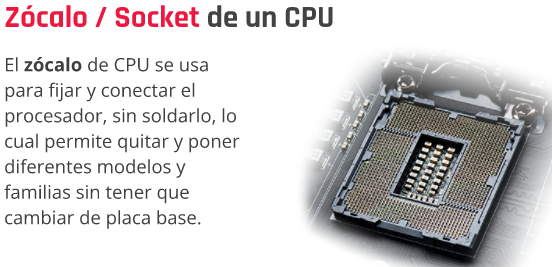 Zócalo / Socket de un CPU
El zócalo de CPU se usa
para fijar y conectar el
procesador, sin soldarlo, lo
cual permite quitar y poner
diferentes modelos y
familias sin tener que
cambiar de placa base.